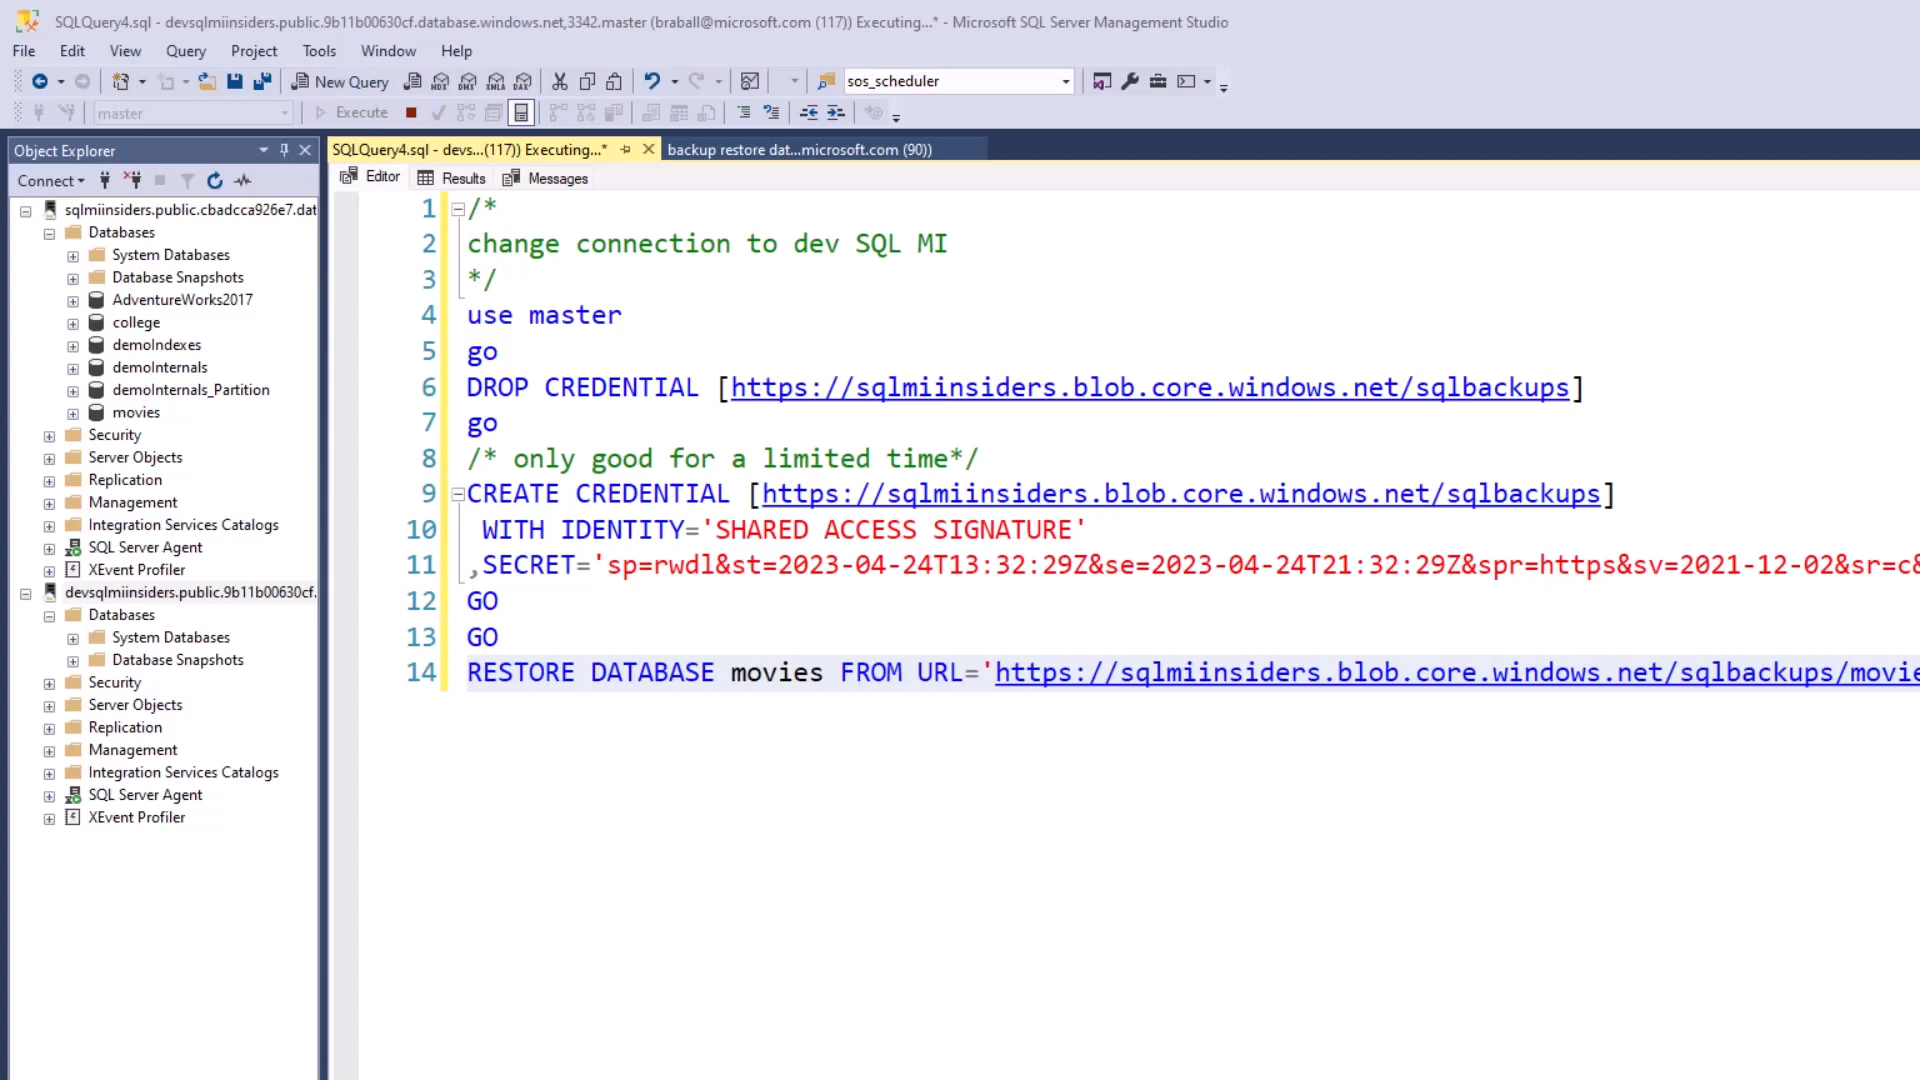 SQLQuery4.sql - devsqlmiinsiders.public.9b11b00630cf.database.windows.net,3342.master (braball@microsoft.com (117)) Executing...* - Microsoft SQL Server Management Studio
File Edit View Query Project Tools Window Help
New Query MDX DMX XMLA DAX sos_scheduler
master Execute
Object Explorer
SQLQuery4.sql - devs...(117)) Executing...* backup restore dat...microsoft.com (90))
Connect
Editor Results Messages
sqlmiinsiders.public.cbadcca926e7.dat
Databases
System Databases
Database Snapshots
AdventureWorks2017
college
demoIndexes
demoInternals
demoInternals_Partition
movies
Security
Server Objects
Replication
Management
Integration Services Catalogs
SQL Server Agent
XEvent Profiler
devsqlmiinsiders.public.9b11b00630cf.
Databases
System Databases
Database Snapshots
Security
Server Objects
Replication
Management
Integration Services Catalogs
SQL Server Agent
XEvent Profiler
1 /*
2 change connection to dev SQL MI
3 */
4 use master
5 go
6 DROP CREDENTIAL [https://sqlmiinsiders.blob.core.windows.net/sqlbackups]
7 go
8 /* only good for a limited time*/
9 CREATE CREDENTIAL [https://sqlmiinsiders.blob.core.windows.net/sqlbackups]
10 WITH IDENTITY='SHARED ACCESS SIGNATURE'
11 ,SECRET='sp=rwdl&st=2023-04-24T13:32:29Z&se=2023-04-24T21:32:29Z&spr=https&sv=2021-12-02&sr=c&
12 GO
13 GO
14 RESTORE DATABASE movies FROM URL='https://sqlmiinsiders.blob.core.windows.net/sqlbackups/movie